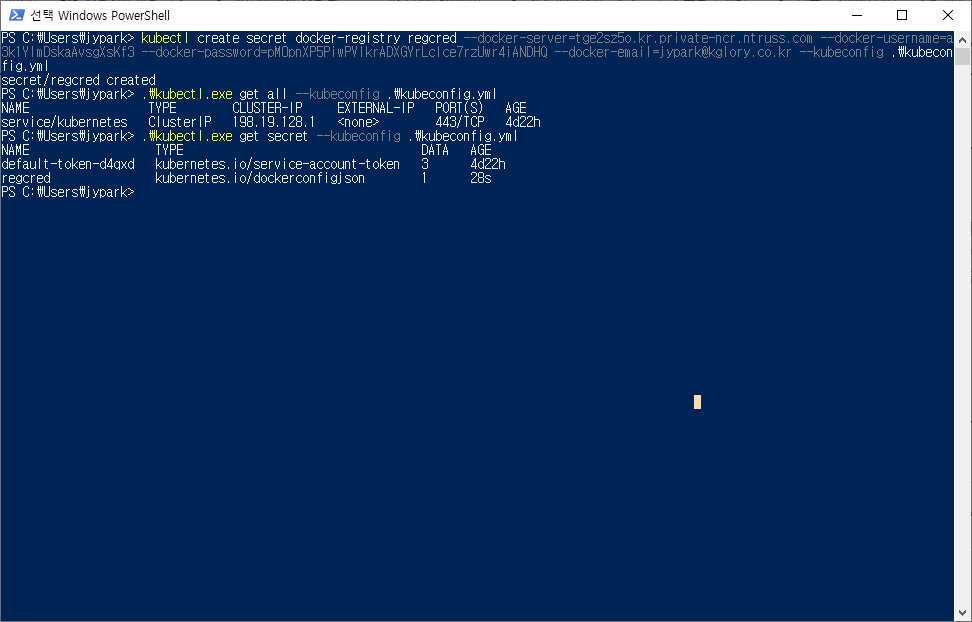 선택 Windows PowerShell
PS C:₩Users₩jypark> kubectl create secret docker-registry regcred --docker-server=tge2sz5o.kr.private-ncr.ntruss.com --docker-username=a
--docker-password=pMOpnXP5PiwPVIkrADXGYrLcIce7rzUwr4iANDHQ --docker-email=jypark@kglory.co.kr --kubeconfig .₩kubecon
fig.yml
secret/regcred created
PS C:₩Users₩jypark> .₩kubectl.exe get all --kubeconfig .₩kubeconfig.yml
NAME TYPE CLUSTER-IP EXTERNAL-IP PORT(S) AGE
service/kubernetes ClusterIP 198.19.128.1 <none> 443/TCP 4d22h
PS C:₩Users₩jypark> .₩kubectl.exe get secret --kubeconfig .₩kubeconfig.yml
NAME TYPE DATA AGE
default-token-d4qxd kubernetes.io/service-account-token 3 4d22h
regcred kubernetes.io/dockerconfigjson 1 28s
PS C:₩Users₩jypark>